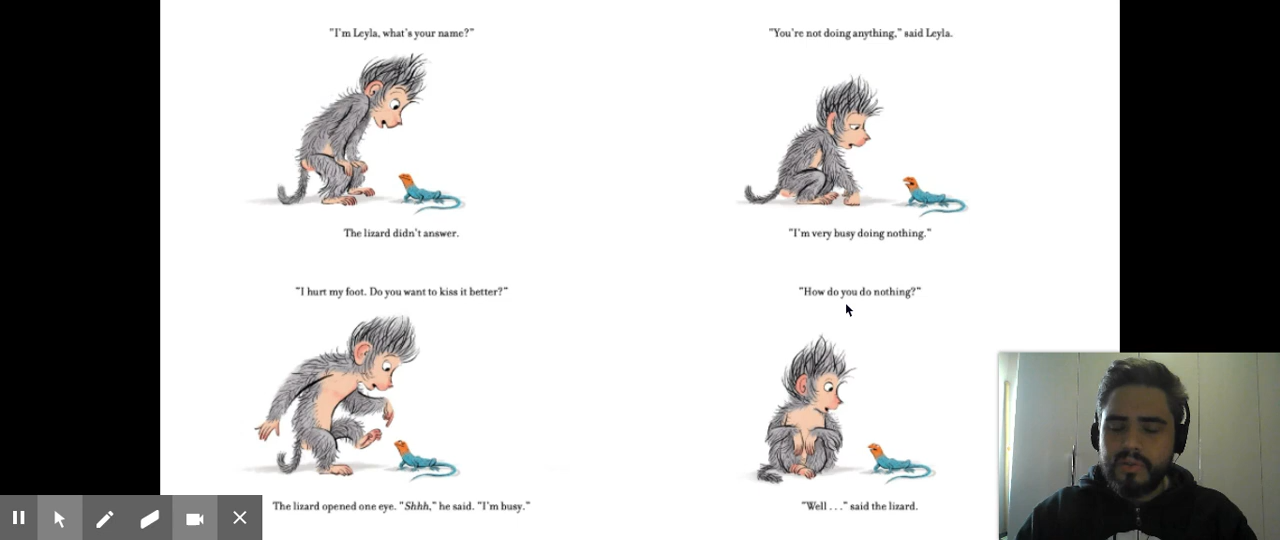 "I'm Leyla, what's your name?"
The lizard didn't answer.
"I hurt my foot. Do you want to kiss it better?"
The lizard opened one eye. "Shhh," he said. "I'm busy."
"You're not doing anything," said Leyla.
"I'm very busy doing nothing."
"How do you do nothing?"
"Well . . ." said the lizard.